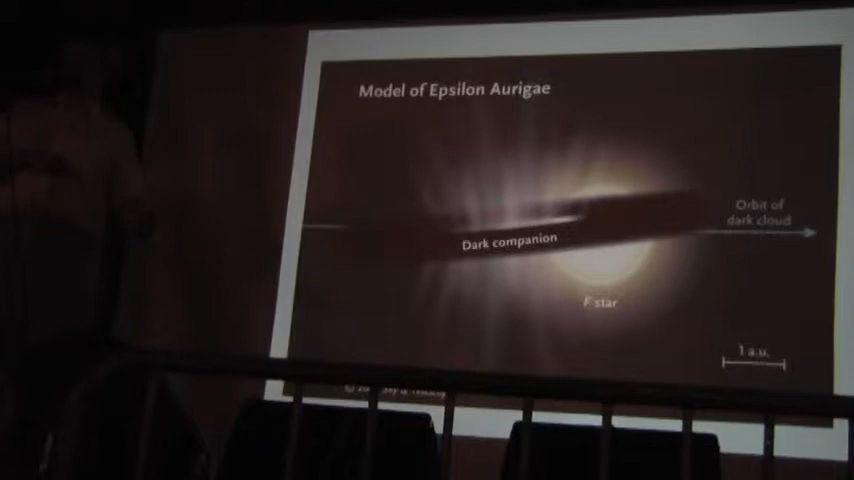 Model of Epsilon Aurigae
Orbit of
dark cloud
Dark companion
F star
1 a.u.
©